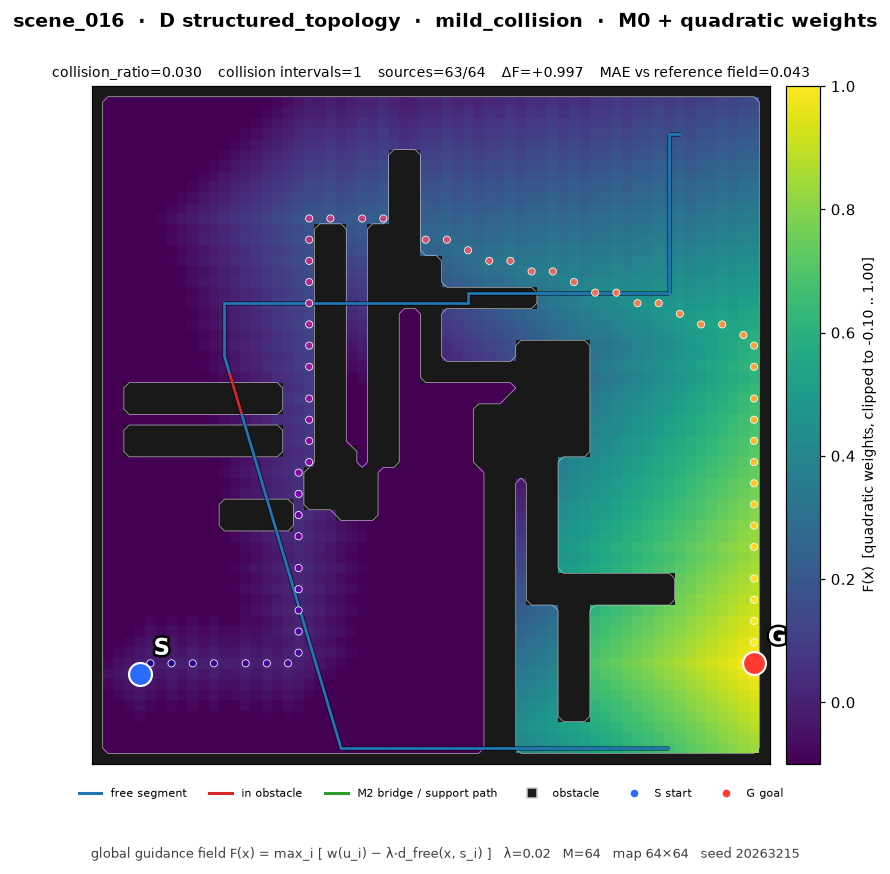 scene_016 · D structured_topology · mild_collision · M0 + quadratic weights
collision_ratio=0.030 collision intervals=1 sources=63/64 ΔF=+0.997 MAE vs reference field=0.043
S
G
1.0
0.8
0.6
0.4
0.2
0.0
F(x) [quadratic weights, clipped to -0.10 .. 1.00]
free segment
in obstacle
M2 bridge / support path
obstacle
S start
G goal
global guidance field F(x) = max_i [ w(u_i) − λ·d_free(x, s_i) ] λ=0.02 M=64 map 64×64 seed 20263215